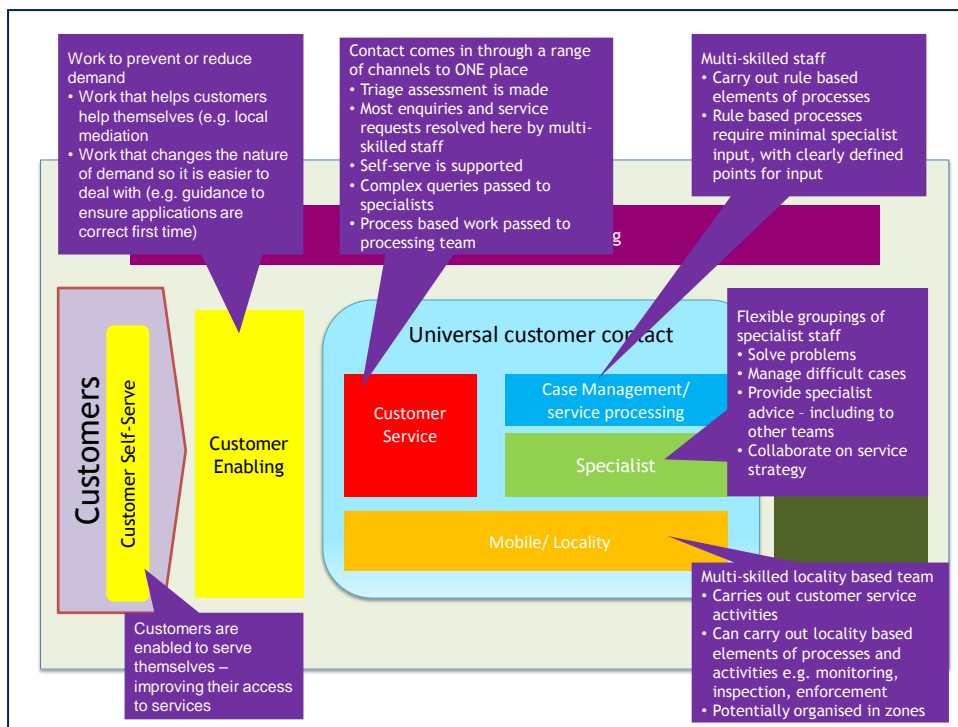 Work to prevent or reduce
demand
• Work that helps customers
help themselves (e.g. local
mediation
• Work that changes the nature
of demand so it is easier to
deal with (e.g. guidance to
ensure applications are
correct first time)
Contact comes in through a range
of channels to ONE place
• Triage assessment is made
• Most enquiries and service
requests resolved here by multi-
skilled staff
• Self-serve is supported
• Complex queries passed to
specialists
• Process based work passed to
processing team
Multi-skilled staff
• Carry out rule based
elements of processes
• Rule based processes
require minimal specialist
input, with clearly defined
points for input
Customers
Customer Self-Serve
Customer
Enabling
Universal customer contact
Customer
Service
Case Management/
service processing
Specialist
Mobile/ Locality
Flexible groupings of
specialist staff
• Solve problems
• Manage difficult cases
• Provide specialist
advice – including to
other teams
• Collaborate on service
strategy
Customers are
enabled to serve
themselves –
improving their access
to services
Multi-skilled locality based team
• Carries out customer service
activities
• Can carry out locality based
elements of processes and
activities e.g. monitoring,
inspection, enforcement
• Potentially organised in zones